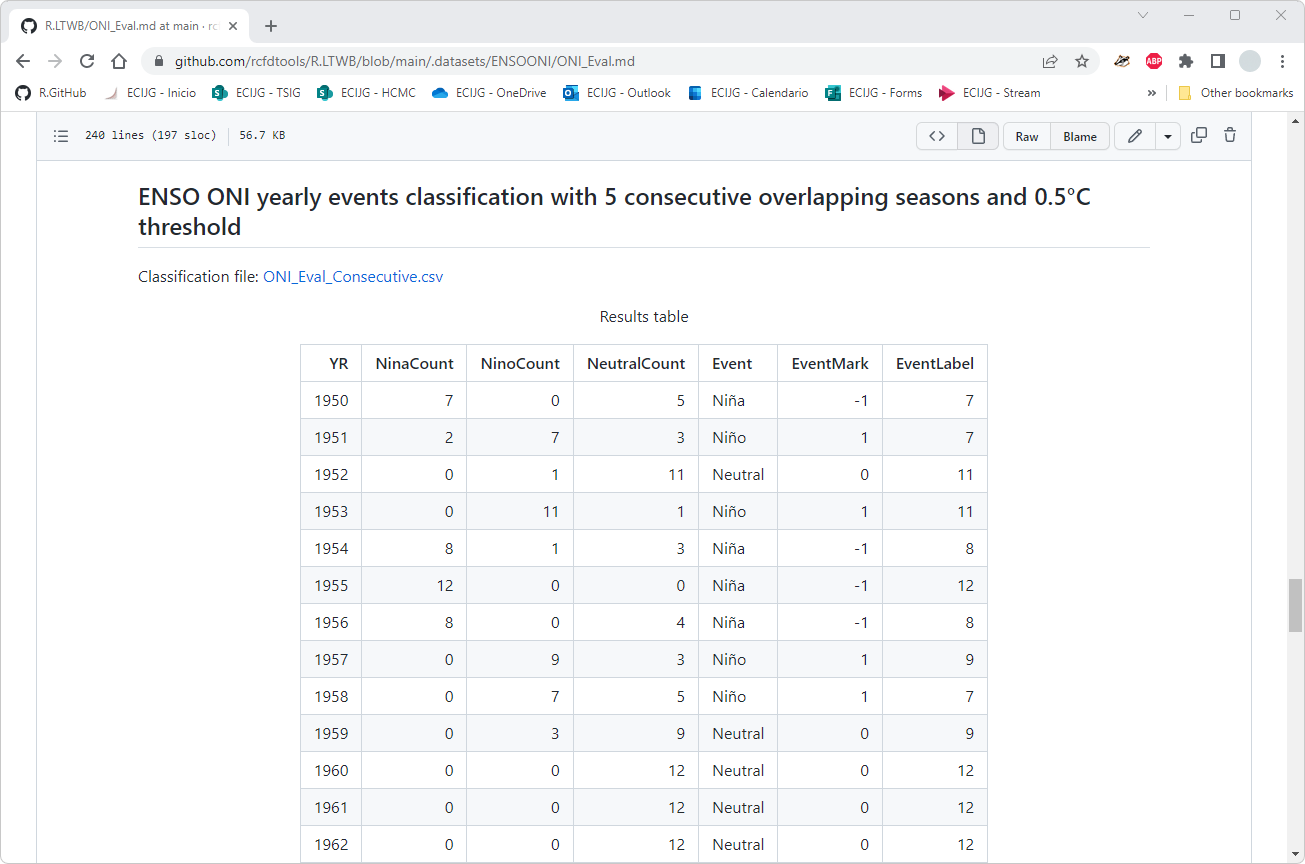 R.LTWB/ONI_Eval.md at main · rc
github.com/rcfdtools/R.LTWB/blob/main/.datasets/ENSOONI/ONI_Eval.md
ABP
R.GitHub ECIJG - Inicio ECIJG - TSIG ECIJG - HCMC ECIJG - OneDrive ECIJG - Outlook ECIJG - Calendario ECIJG - Forms ECIJG - Stream » Other bookmarks
240 lines (197 sloc) 56.7 KB <> Raw Blame
ENSO ONI yearly events classification with 5 consecutive overlapping seasons and 0.5°C
threshold
Classification file: ONI_Eval_Consecutive.csv
Results table
YR NinaCount NinoCount NeutralCount Event EventMark EventLabel
1950 7 0 5 Niña -1 7
1951 2 7 3 Niño 1 7
1952 0 1 11 Neutral 0 11
1953 0 11 1 Niño 1 11
1954 8 1 3 Niña -1 8
1955 12 0 0 Niña -1 12
1956 8 0 4 Niña -1 8
1957 0 9 3 Niño 1 9
1958 0 7 5 Niño 1 7
1959 0 3 9 Neutral 0 9
1960 0 0 12 Neutral 0 12
1961 0 0 12 Neutral 0 12
1962 0 0 12 Neutral 0 12